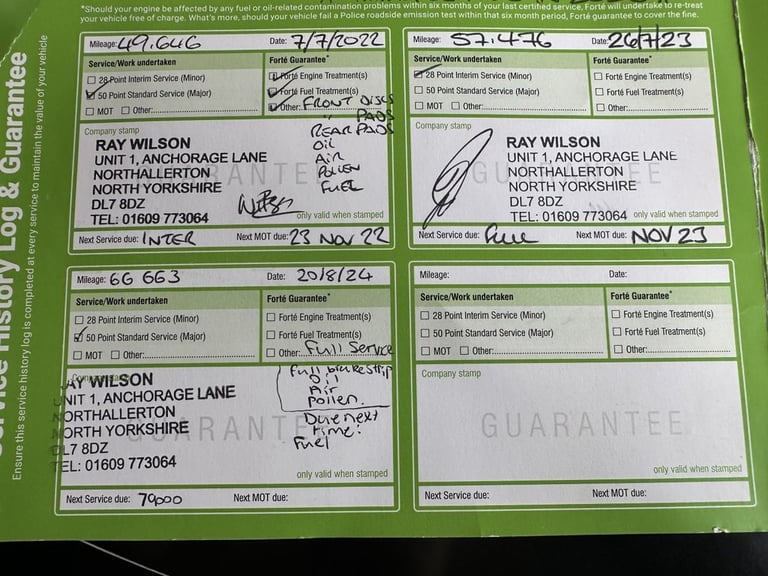 *Should your engine be affected by any fuel or oil-related contamination problems within six months of your last certified service, Forté will undertake to re-treat
your vehicle free of charge. What's more, should your vehicle fail a Police roadside emission test within that six month period, Forté guarantee to cover the fine.
Service History Log & Guarantee
Ensure this service history log is completed at every service to maintain the value of your vehicle
Mileage: 49.646 Date: 7/7/2022
Service/Work undertaken Forté Guarantee*
28 Point Interim Service (Minor) Forté Engine Treatment(s)
50 Point Standard Service (Major) Forté Fuel Treatment(s)
MOT Other: Other: FRONT DISCS
" PADS
REAR PADS
OIL
AIR
POLLEN
FUEL
Company stamp
RAY WILSON
UNIT 1, ANCHORAGE LANE
NORTHALLERTON
NORTH YORKSHIRE
DL7 8DZ
TEL: 01609 773064
GUARANTEE
only valid when stamped
Next Service due: INTER Next MOT due: 23 NOV 22
Mileage: 57.476 Date: 26/7/23
Service/Work undertaken Forté Guarantee*
28 Point Interim Service (Minor) Forté Engine Treatment(s)
50 Point Standard Service (Major) Forté Fuel Treatment(s)
MOT Other: Other:
Company stamp
RAY WILSON
UNIT 1, ANCHORAGE LANE
NORTHALLERTON
NORTH YORKSHIRE
DL7 8DZ
TEL: 01609 773064
GUARANTEE
only valid when stamped
Next Service due: Full Next MOT due: NOV 23
Mileage: 66 663 Date: 20/8/24
Service/Work undertaken Forté Guarantee*
28 Point Interim Service (Minor) Forté Engine Treatment(s)
50 Point Standard Service (Major) Forté Fuel Treatment(s)
MOT Other: Other: Full Service
Full brake strip
Oil
Air
Pollen.
Due next
time:
Fuel
Company stamp
RAY WILSON
UNIT 1, ANCHORAGE LANE
NORTHALLERTON
NORTH YORKSHIRE
DL7 8DZ
TEL: 01609 773064
GUARANTEE
only valid when stamped
Next Service due: 79000 Next MOT due:
Mileage: Date:
Service/Work undertaken Forté Guarantee*
28 Point Interim Service (Minor) Forté Engine Treatment(s)
50 Point Standard Service (Major) Forté Fuel Treatment(s)
MOT Other: Other:
Company stamp
GUARANTEE
only valid when stamped
Next Service due: Next MOT due: